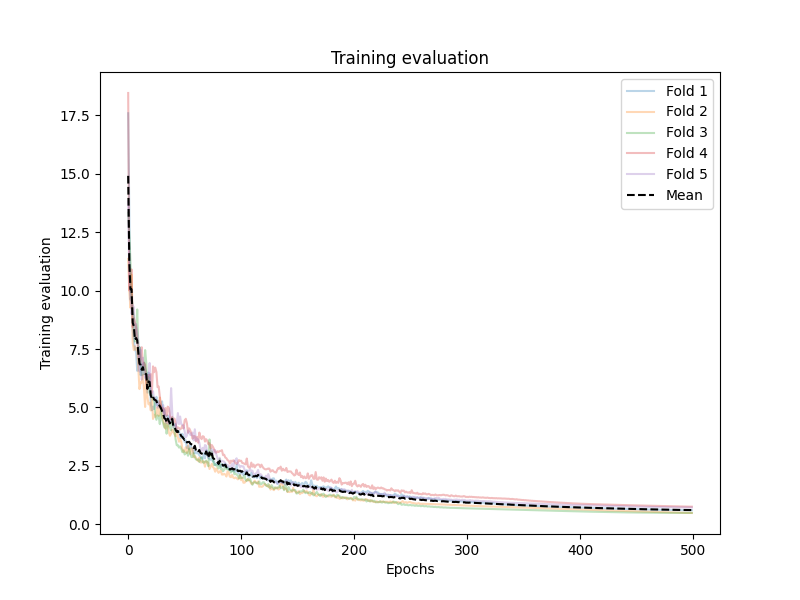 Training evaluation
Fold 1
Fold 2
Fold 3
Fold 4
Fold 5
Mean
Training evaluation
17.5
15.0
12.5
10.0
7.5
5.0
2.5
0.0
0 100 200 300 400 500
Epochs